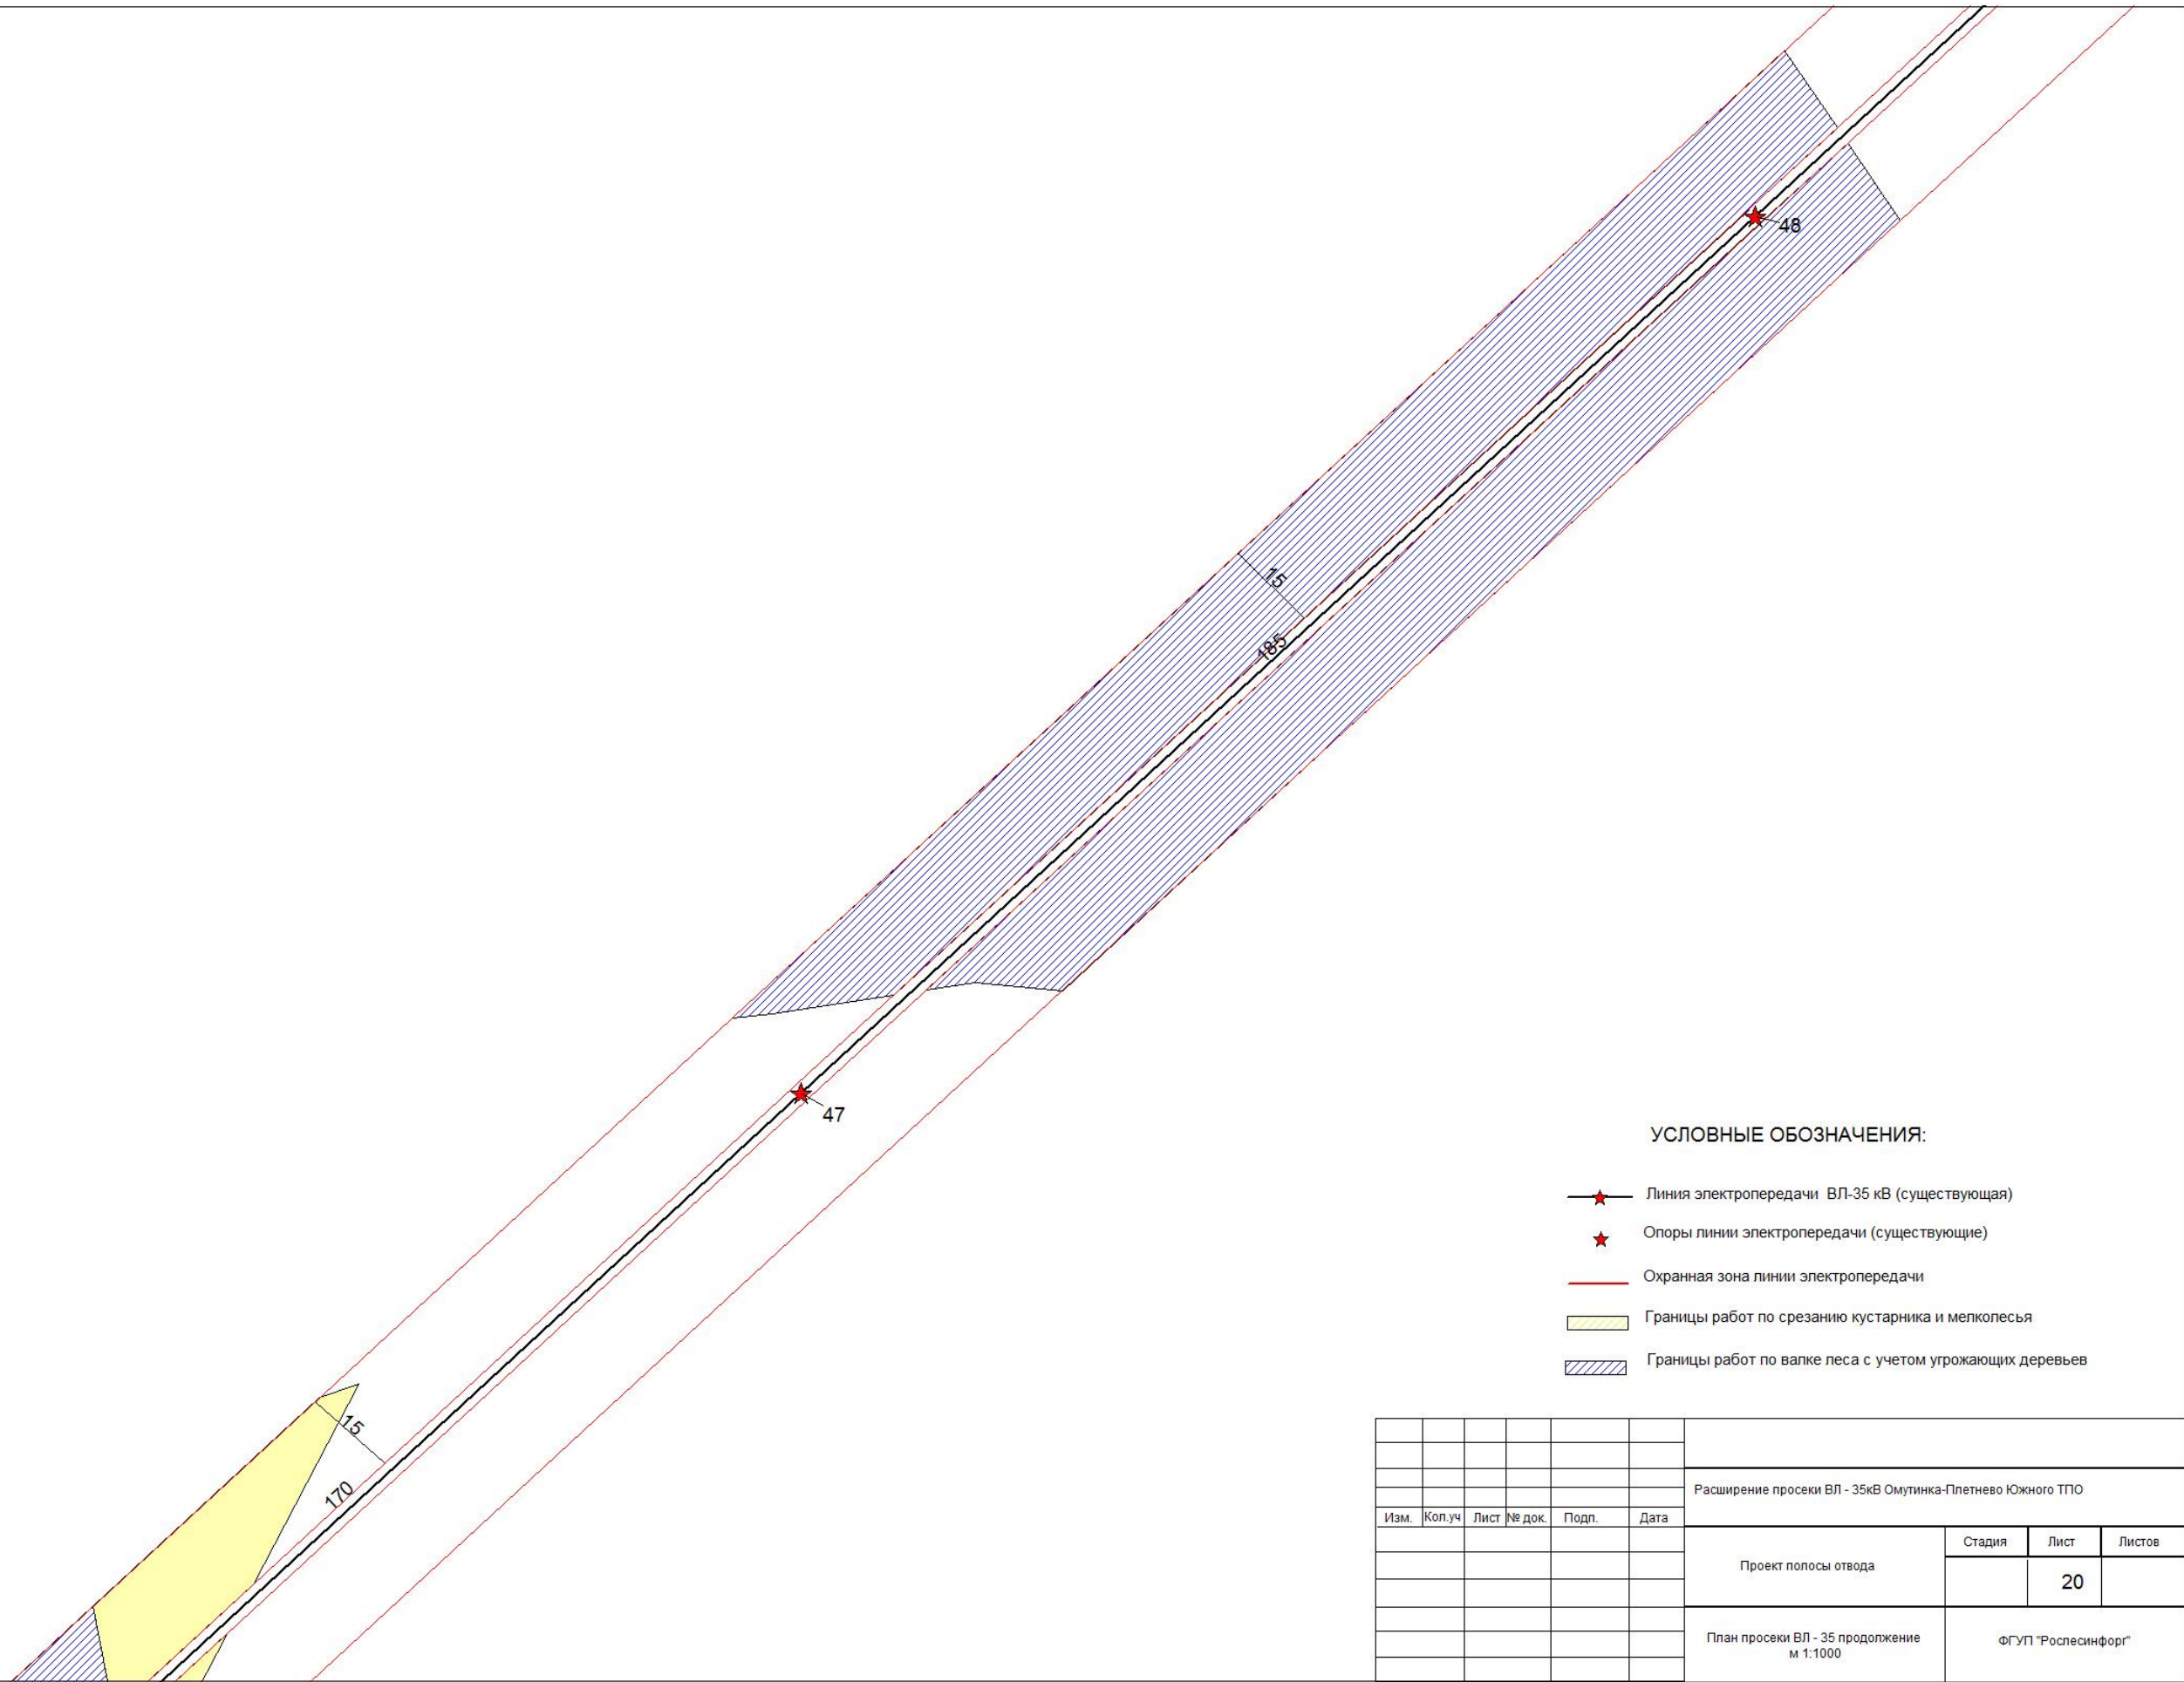 48
15
185
47
УСЛОВНЫЕ ОБОЗНАЧЕНИЯ:
Линия электропередачи ВЛ-35 кВ (существующая)
Опоры линии электропередачи (существующие)
Охранная зона линии электропередачи
Границы работ по срезанию кустарника и мелколесья
Границы работ по валке леса с учетом угрожающих деревьев
15
170
Расширение просеки ВЛ - 35кВ Омутинка-Плетнево Южного ТПО
Изм. Кол.уч Лист № док. Подп. Дата
Проект полосы отвода
Стадия Лист Листов
20
План просеки ВЛ - 35 продолжение
м 1:1000
ФГУП "Рослесинфорг"